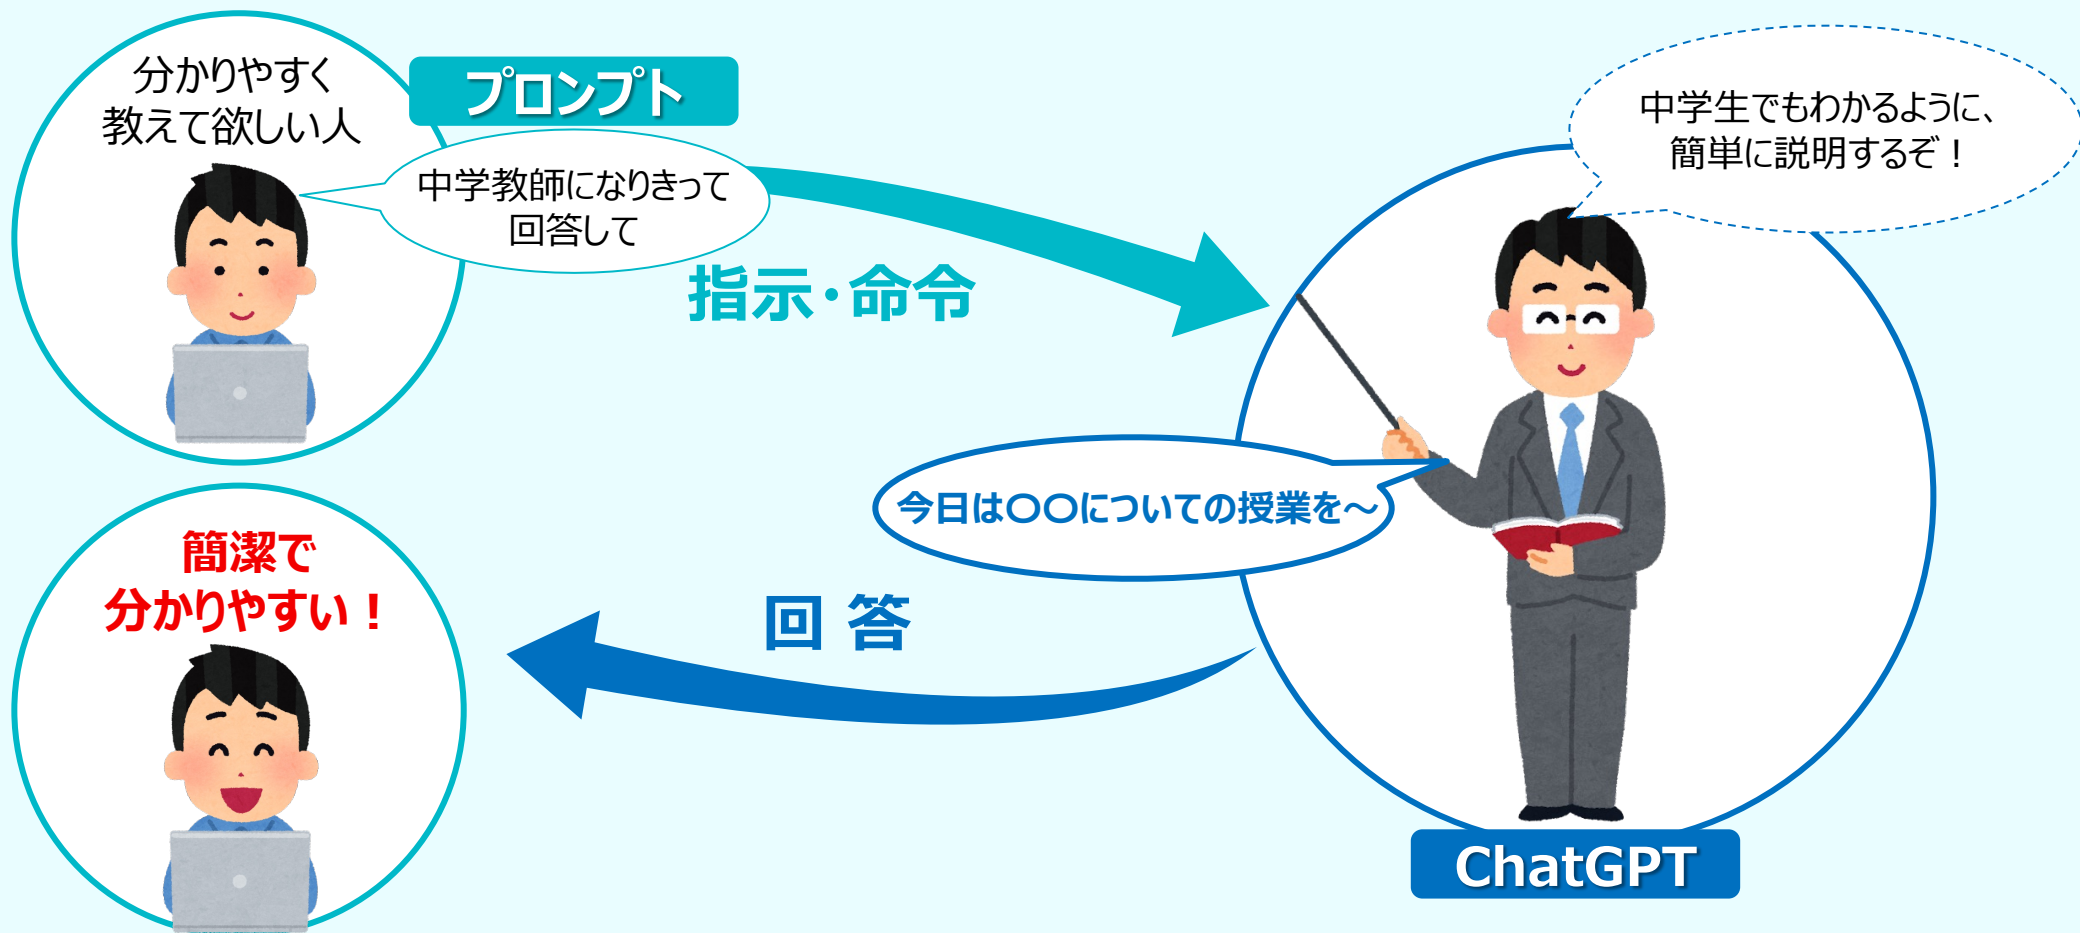 分かりやすく
教えて欲しい人
プロンプト
中学教師になりきって
回答して
指示・命令
中学生でもわかるように、
簡単に説明するぞ！
今日は〇〇についての授業を～
回 答
簡潔で
分かりやすい！
ChatGPT